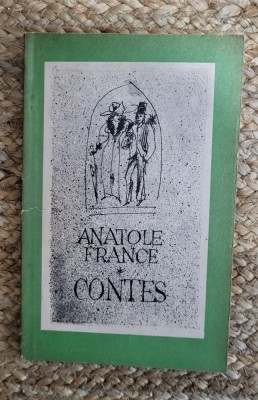 ANATOLE
FRANCE
*
CONTES